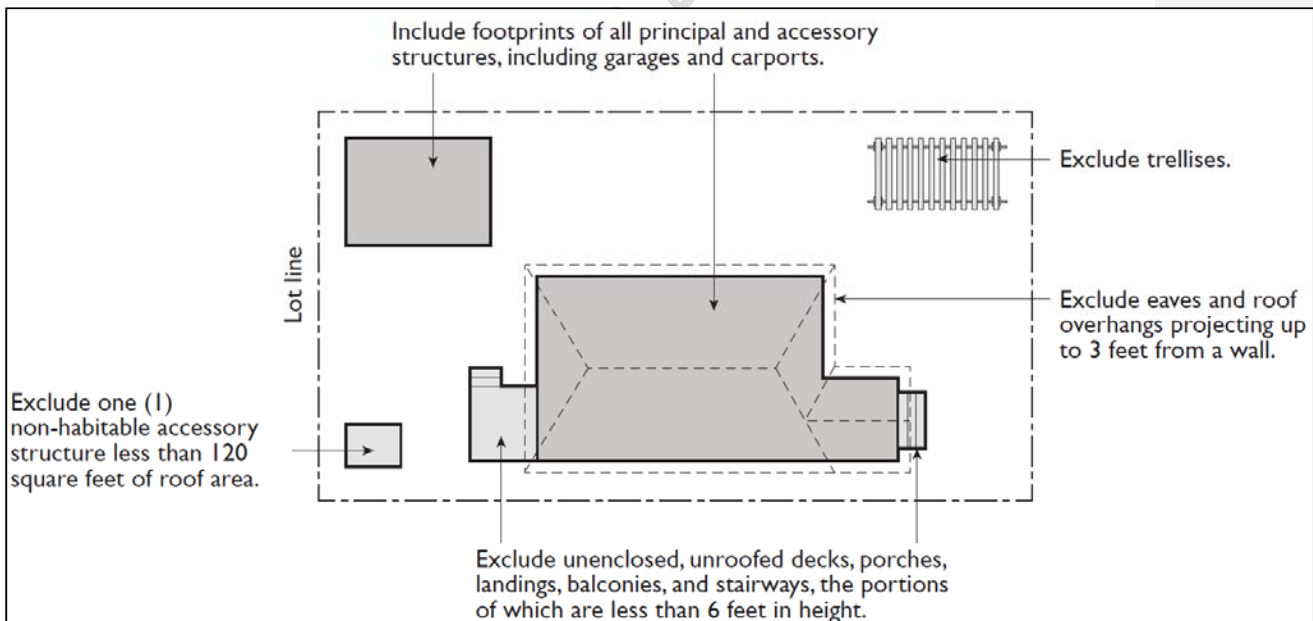 Include footprints of all principal and accessory
structures, including garages and carports.
Exclude trellises.
Lot line
Exclude eaves and roof
overhangs projecting up
to 3 feet from a wall.
Exclude one (1)
non-habitable accessory
structure less than 120
square feet of roof area.
Exclude unenclosed, unroofed decks, porches,
landings, balconies, and stairways, the portions
of which are less than 6 feet in height.